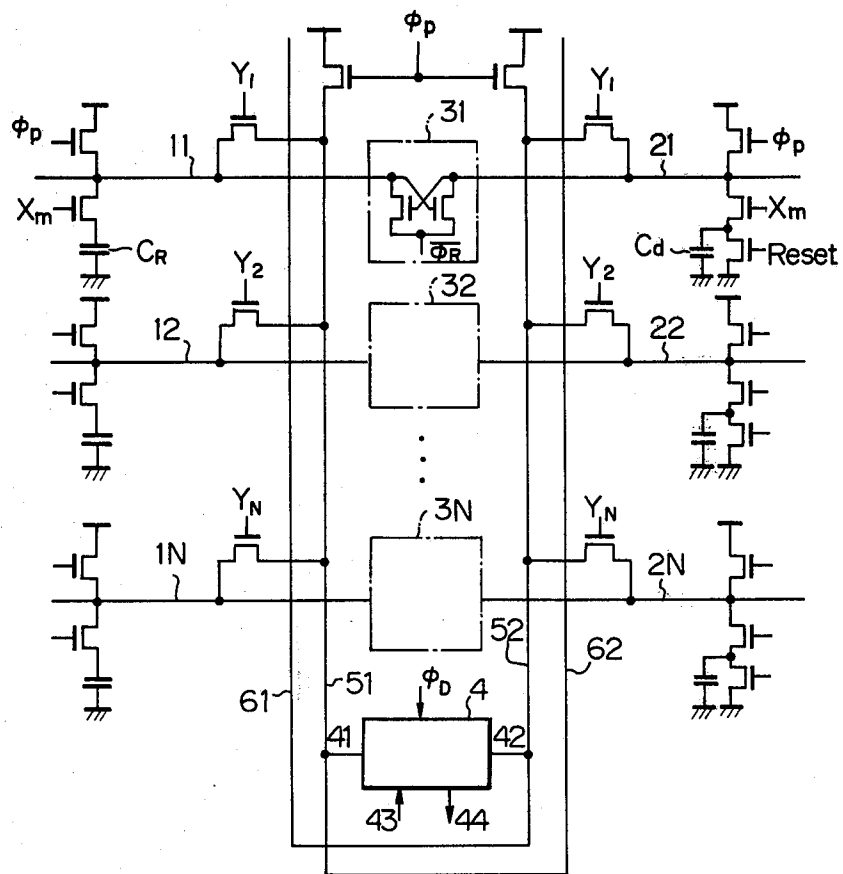 ϕp
Y1 Y1
31
ϕp 11 21 ϕp
Xm Xm
CR ϕR Cd Reset
Y2 32 Y2
12 22
YN 3N YN
1N 2N
61 51 52 62
ϕD 4
41 42
43 44